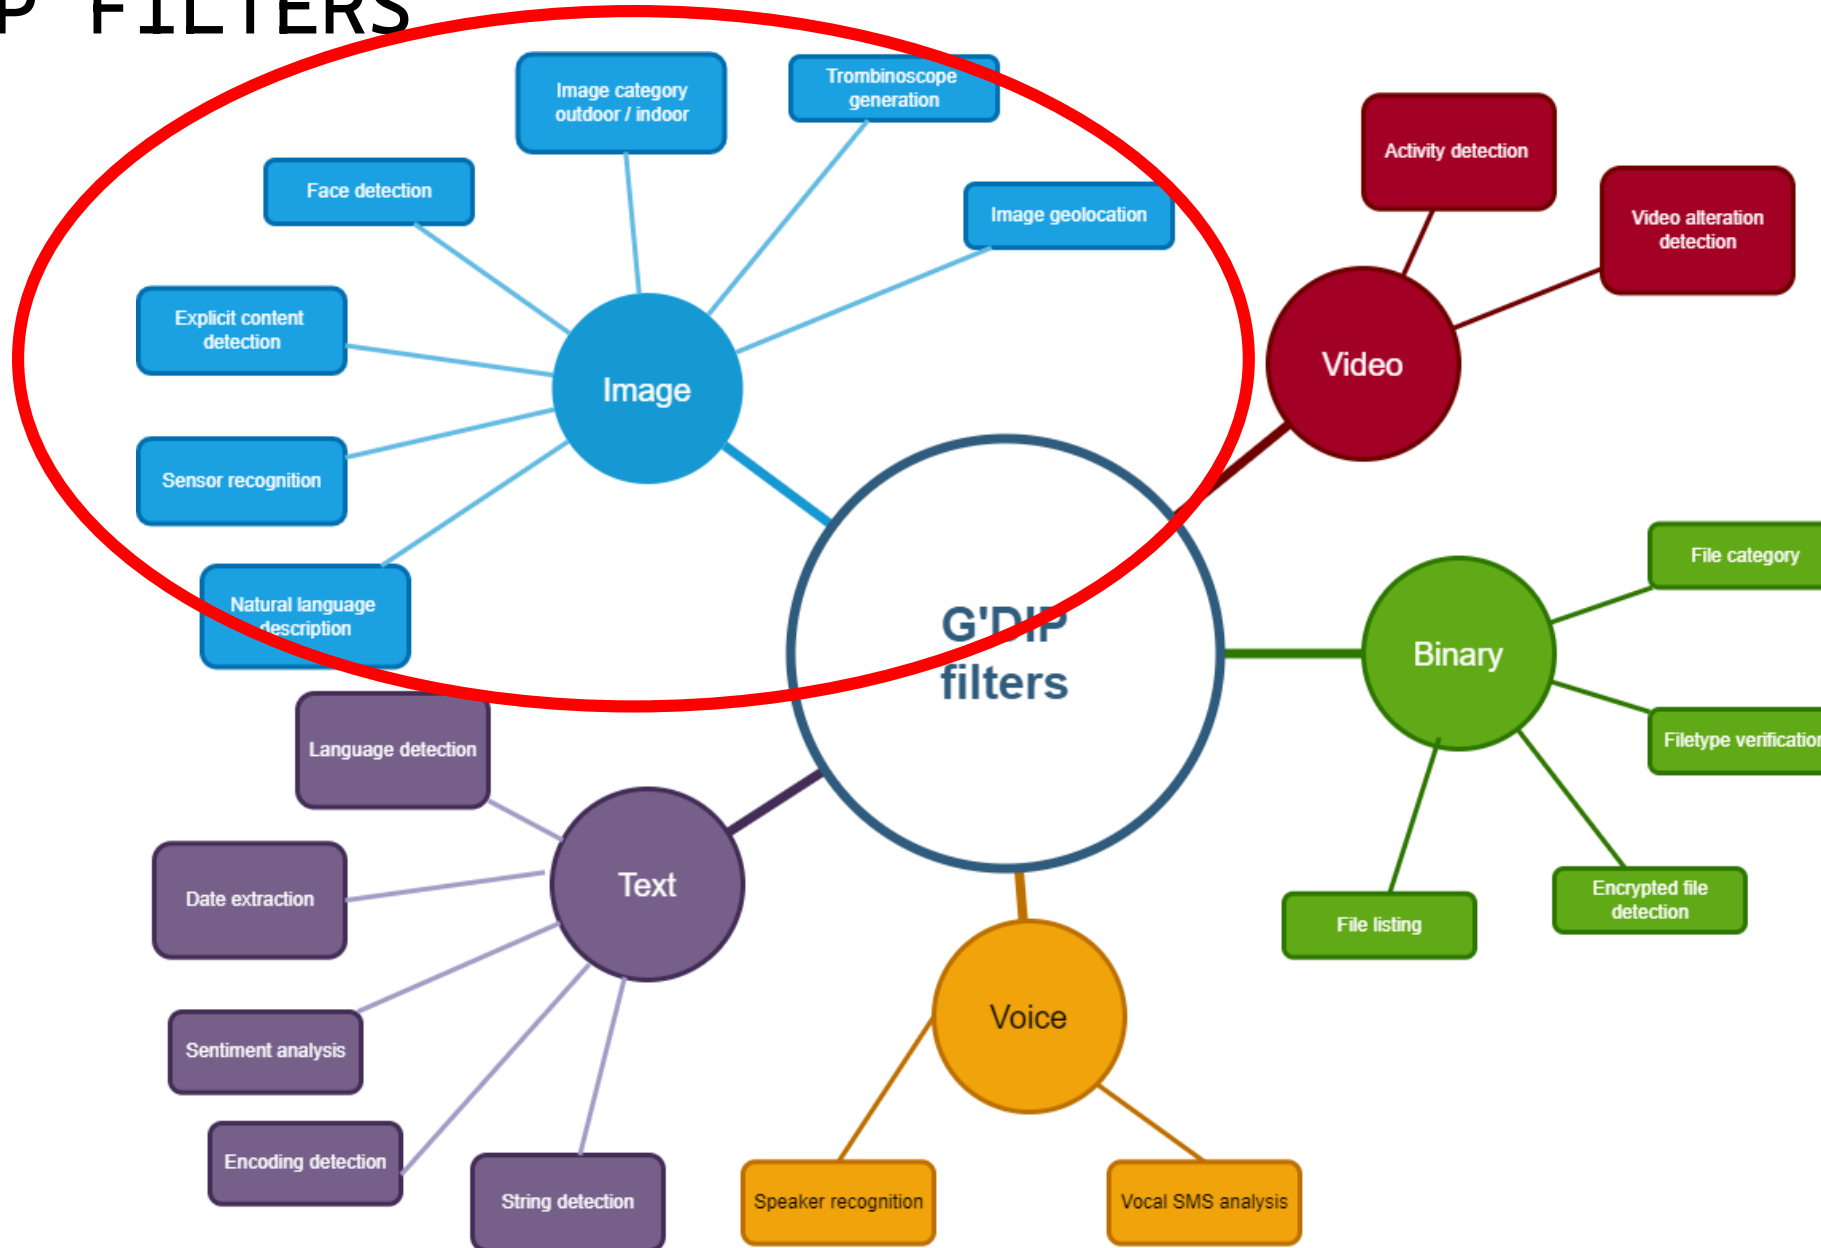 P FILTERS
Image category
outdoor / indoor
Trombinoscope
generation
Face detection
Image geolocation
Explicit content
detection
Image
Sensor recognition
Natural language
description
Activity detection
Video alteration
detection
Video
G'DIP
filters
File category
Binary
Filetype verification
Encrypted file
detection
File listing
Language detection
Date extraction
Text
Sentiment analysis
Encoding detection
String detection
Voice
Speaker recognition
Vocal SMS analysis